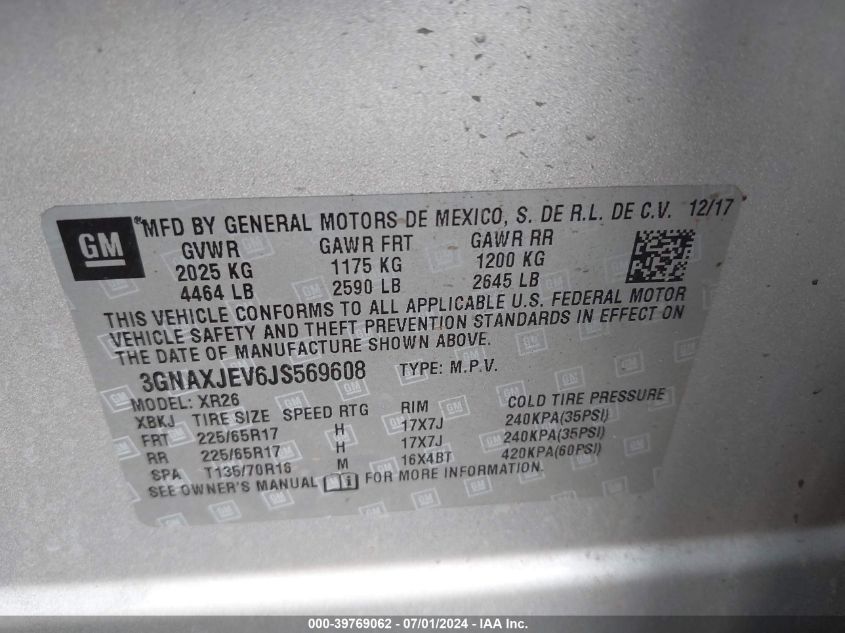 GM
®
*MFD BY GENERAL MOTORS DE MEXICO, S. DE R.L. DE C.V. 12/17
GVWR GAWR FRT GAWR RR
2025 KG 1175 KG 1200 KG
4464 LB 2590 LB 2645 LB
THIS VEHICLE CONFORMS TO ALL APPLICABLE U.S. FEDERAL MOTOR
VEHICLE SAFETY AND THEFT PREVENTION STANDARDS IN EFFECT ON
THE DATE OF MANUFACTURE SHOWN ABOVE.
3GNAXJEV6JS569608 TYPE: M.P.V.
MODEL: XR26
XBKJ TIRE SIZE SPEED RTG RIM COLD TIRE PRESSURE
FRT 225/65R17 H 17X7J 240KPA(35PSI)
RR 225/65R17 H 17X7J 240KPA(35PSI)
SPA T135/70R16 M 16X4BT 420KPA(60PSI)
SEE OWNER'S MANUAL FOR MORE INFORMATION.
000-39769062 - 07/01/2024 - IAA Inc.